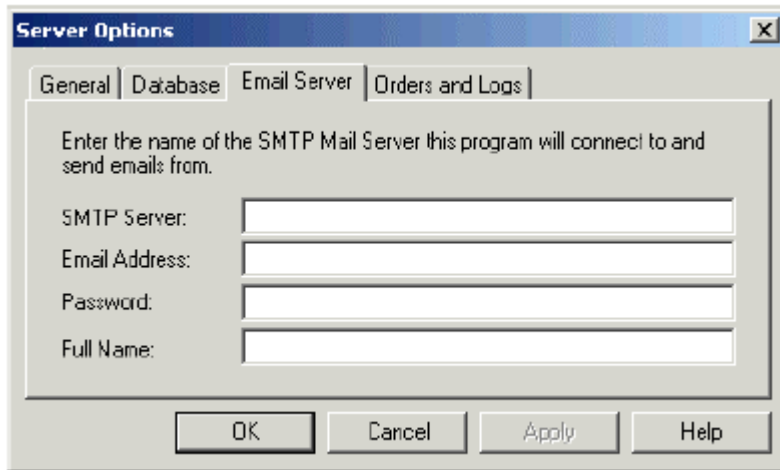 Server Options
General Database Email Server Orders and Logs
Enter the name of the SMTP Mail Server this program will connect to and
send emails from.
SMTP Server:
Email Address:
Password:
Full Name:
OK Cancel Apply Help